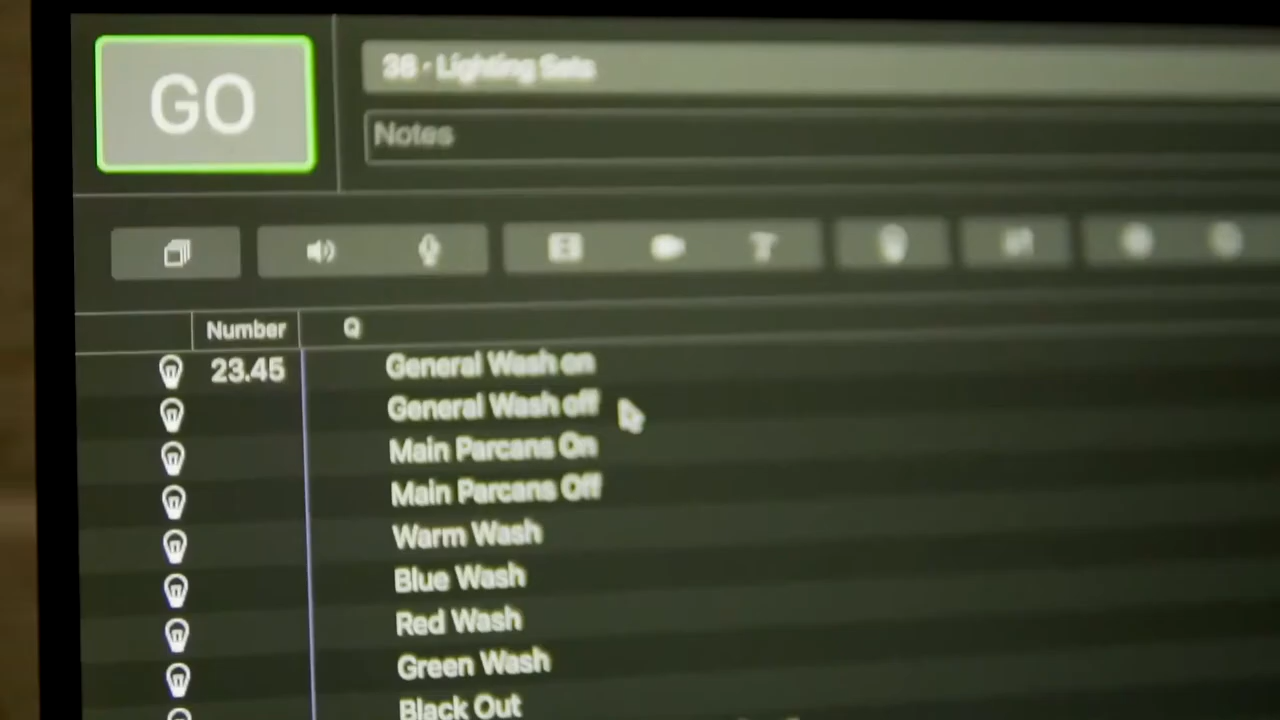 GO
38 · Lighting Sets
Notes
Number Q
23.45 General Wash on
General Wash off
Main Parcans On
Main Parcans Off
Warm Wash
Blue Wash
Red Wash
Green Wash
Black Out